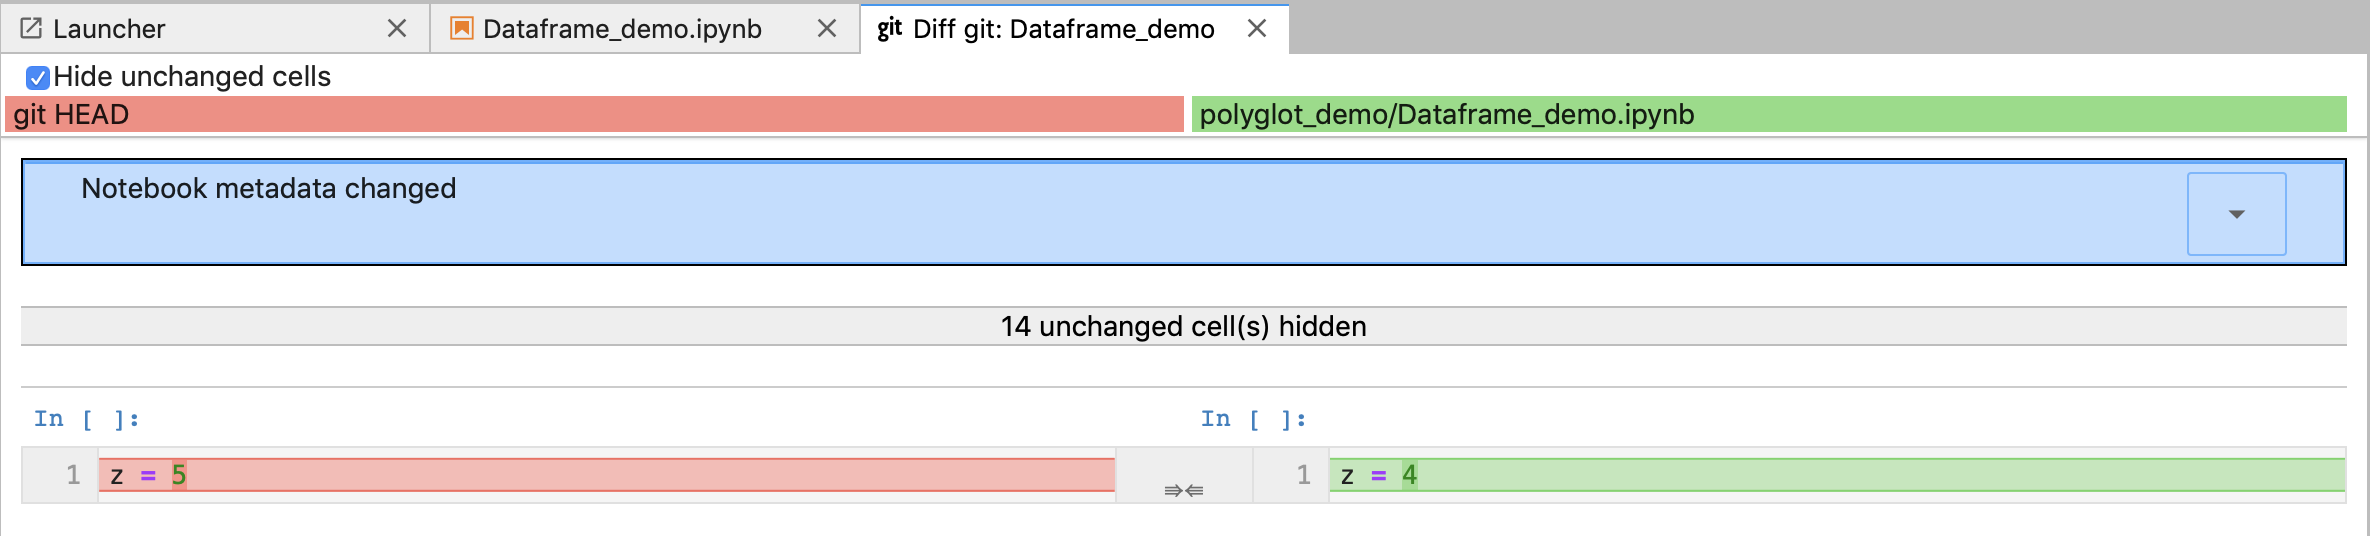 Launcher
Dataframe_demo.ipynb
git Diff git: Dataframe_demo
Hide unchanged cells
git HEAD
polyglot_demo/Dataframe_demo.ipynb
Notebook metadata changed
14 unchanged cell(s) hidden
In [ ]:
In [ ]:
1 z = 5
1 z = 4